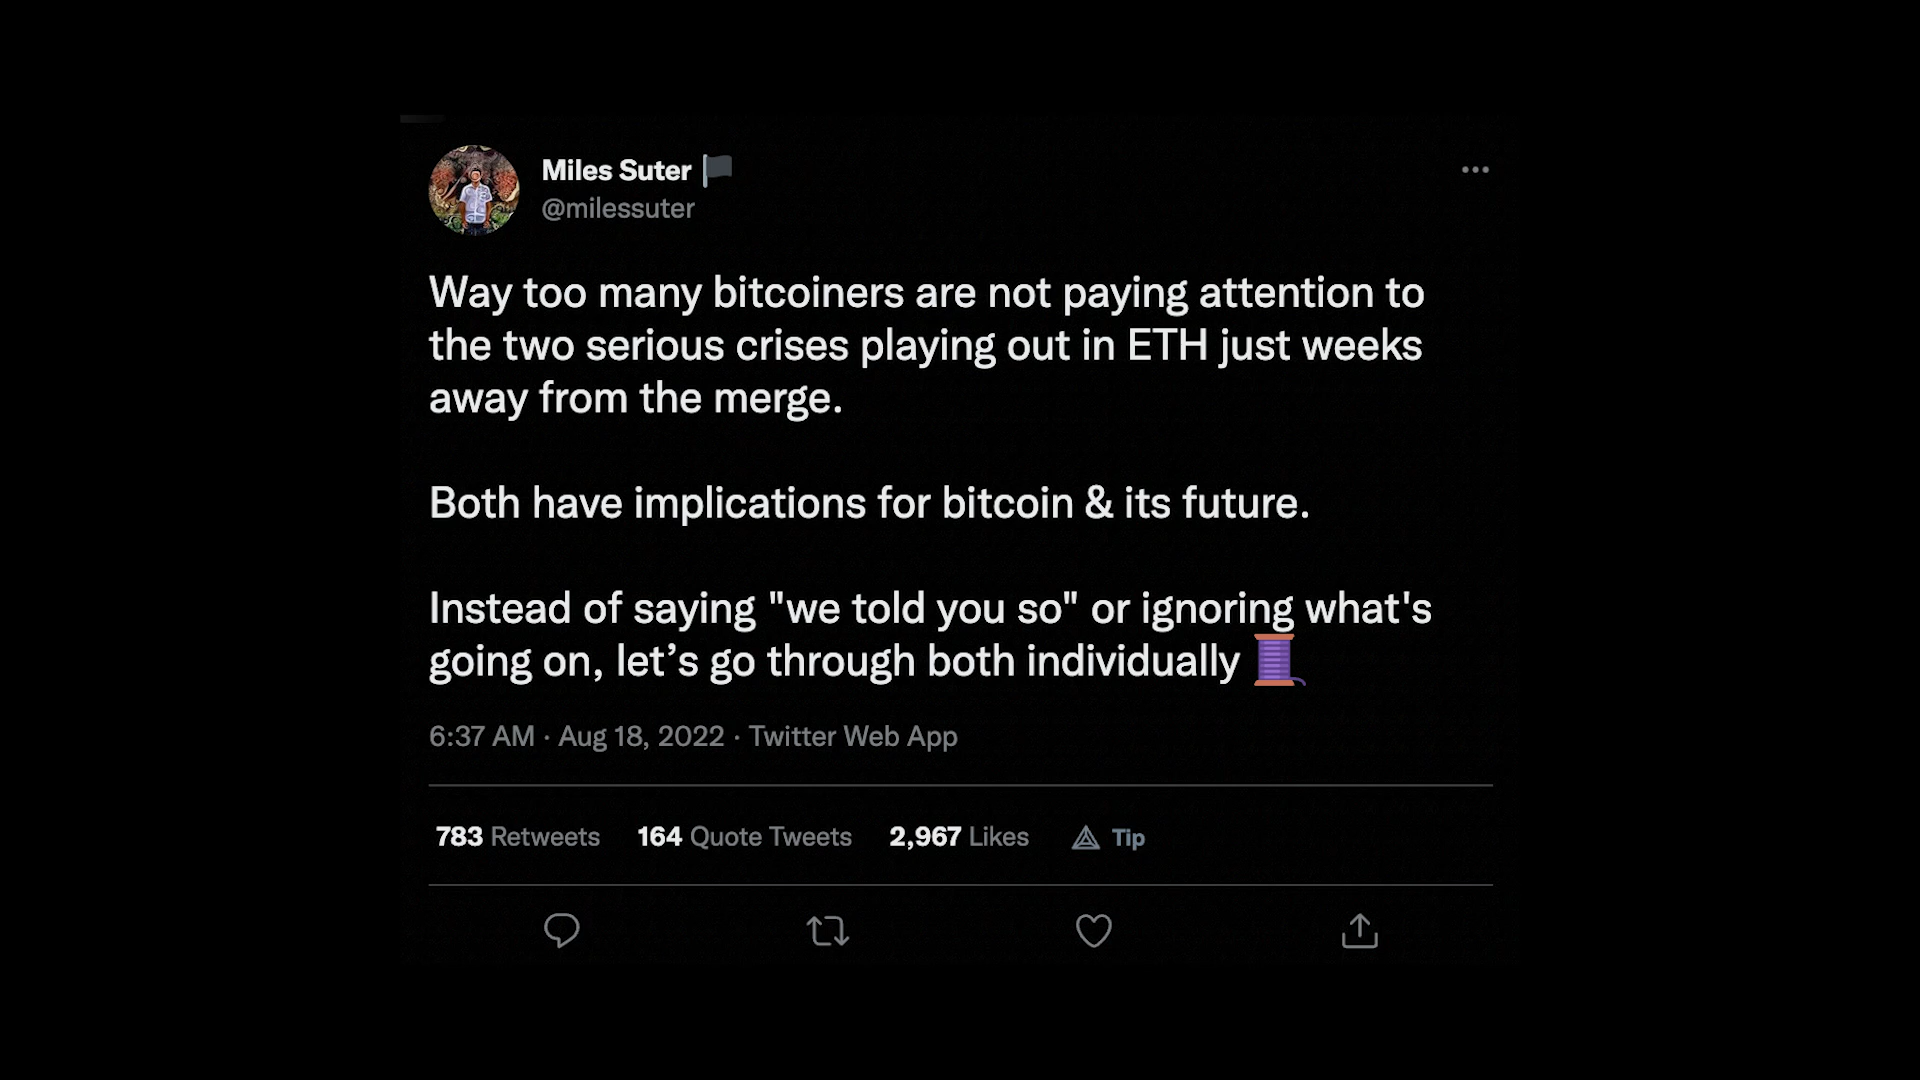 Miles Suter 🏴
@milessuter
Way too many bitcoiners are not paying attention to
the two serious crises playing out in ETH just weeks
away from the merge.
Both have implications for bitcoin & its future.
Instead of saying "we told you so" or ignoring what's
going on, let’s go through both individually 🧵
6:37 AM · Aug 18, 2022 · Twitter Web App
783 Retweets 164 Quote Tweets 2,967 Likes Tip